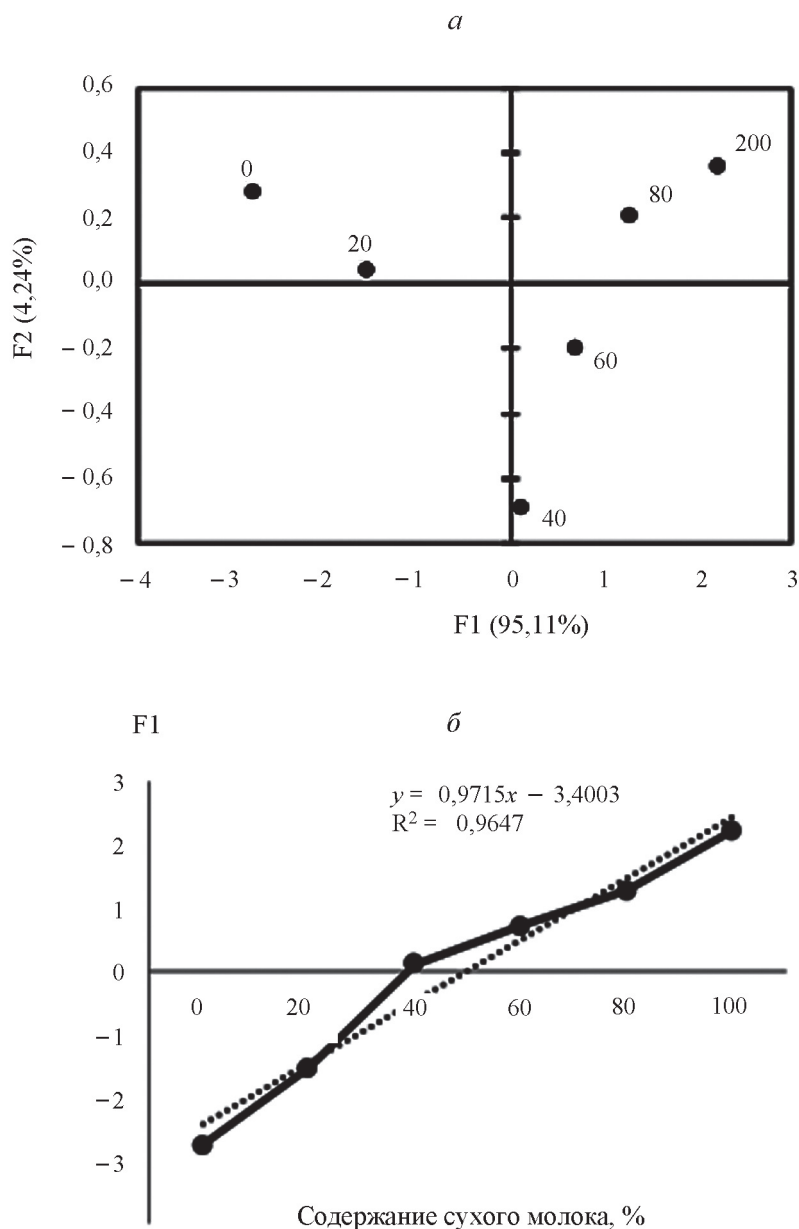 а
0,6
0,4
0,2
0,0
− 0,2
− 0,4
− 0,6
− 0,8
F2 (4,24%)
0
20
200
80
60
40
− 4 − 3 − 2 − 1 0 1 2 3
F1 (95,11%)
F1 б
y = 0,9715x − 3,4003
R² = 0,9647
3
2
1
0
− 1
− 2
− 3
0 20 40 60 80 100
Содержание сухого молока, %